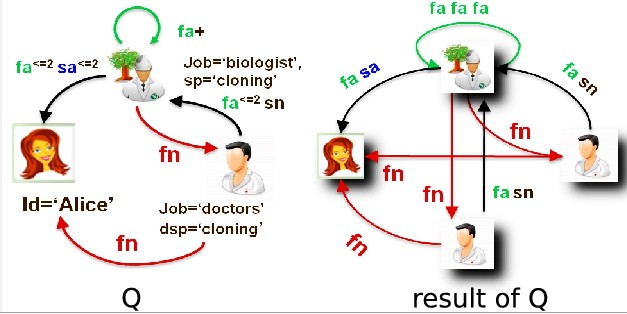 fa+
fa<=2 sa<=2
Job='biologist',
sp='cloning'
fa<=2 sn
fn
Id='Alice'
Job='doctors'
dsp='cloning'
fn
Q
fa fa fa
fa sa
fa sn
fn
fn
fn
fa sn
fn
result of Q